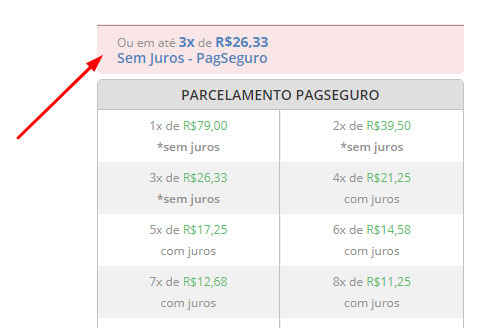 Ou em até 3x de R$26,33
Sem Juros - PagSeguro
PARCELAMENTO PAGSEGURO
1x de R$79,00
*sem juros
2x de R$39,50
*sem juros
3x de R$26,33
*sem juros
4x de R$21,25
com juros
5x de R$17,25
com juros
6x de R$14,58
com juros
7x de R$12,68
com juros
8x de R$11,25
com juros